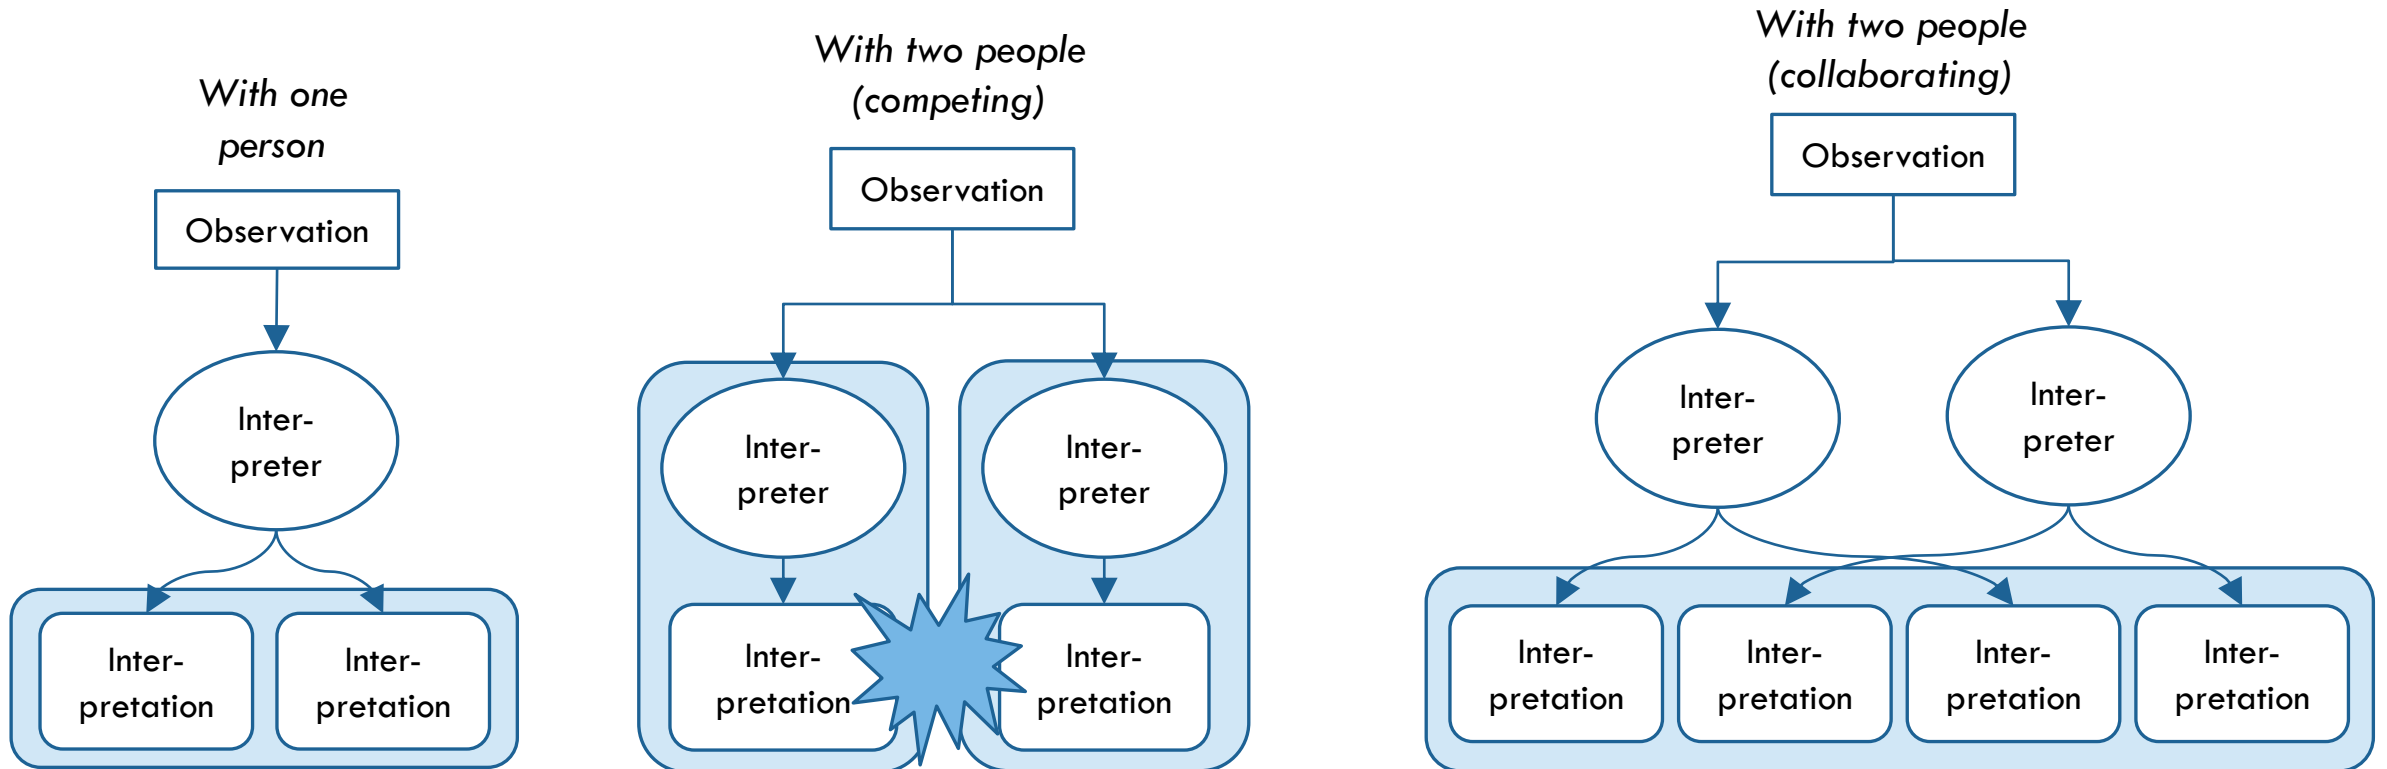 With one
person
Observation
Inter-
preter
Inter-
pretation
Inter-
pretation
With two people
(competing)
Observation
Inter-
preter
Inter-
preter
Inter-
pretation
Inter-
pretation
With two people
(collaborating)
Observation
Inter-
preter
Inter-
preter
Inter-
pretation
Inter-
pretation
Inter-
pretation
Inter-
pretation